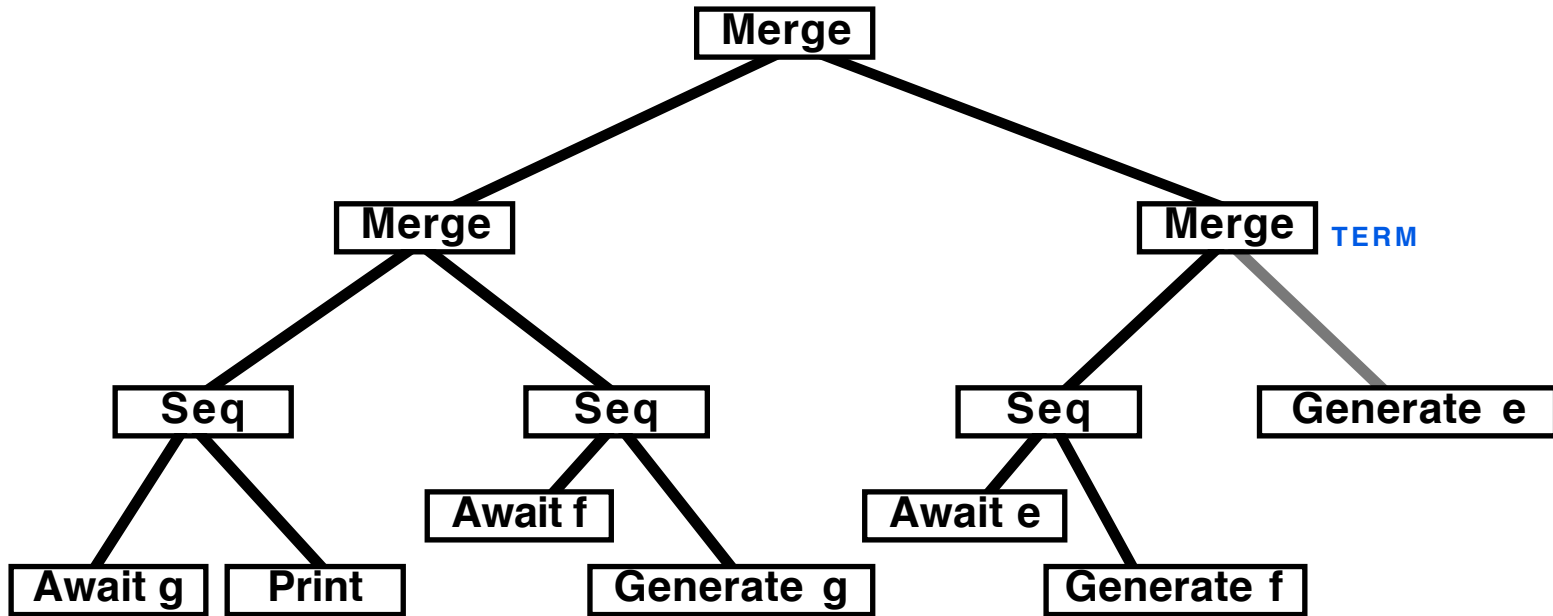 Merge
Merge
Merge
TERM
Seq
Seq
Seq
Generate e
Await f
Await e
Await g
Print
Generate g
Generate f